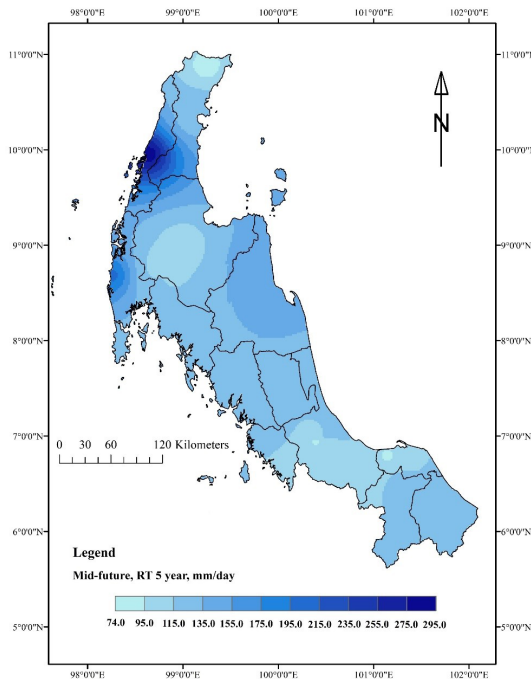 98°0'0"E 99°0'0"E 100°0'0"E 101°0'0"E 102°0'0"E
11°0'0"N 11°0'0"N
N
10°0'0"N 10°0'0"N
9°0'0"N 9°0'0"N
8°0'0"N 8°0'0"N
7°0'0"N 7°0'0"N
0 30 60 120 Kilometers
6°0'0"N 6°0'0"N
Legend
Mid-future, RT 5 year, mm/day
74.0 95.0 115.0 135.0 155.0 175.0 195.0 215.0 235.0 255.0 275.0 295.0
5°0'0"N 5°0'0"N
98°0'0"E 99°0'0"E 100°0'0"E 101°0'0"E 102°0'0"E